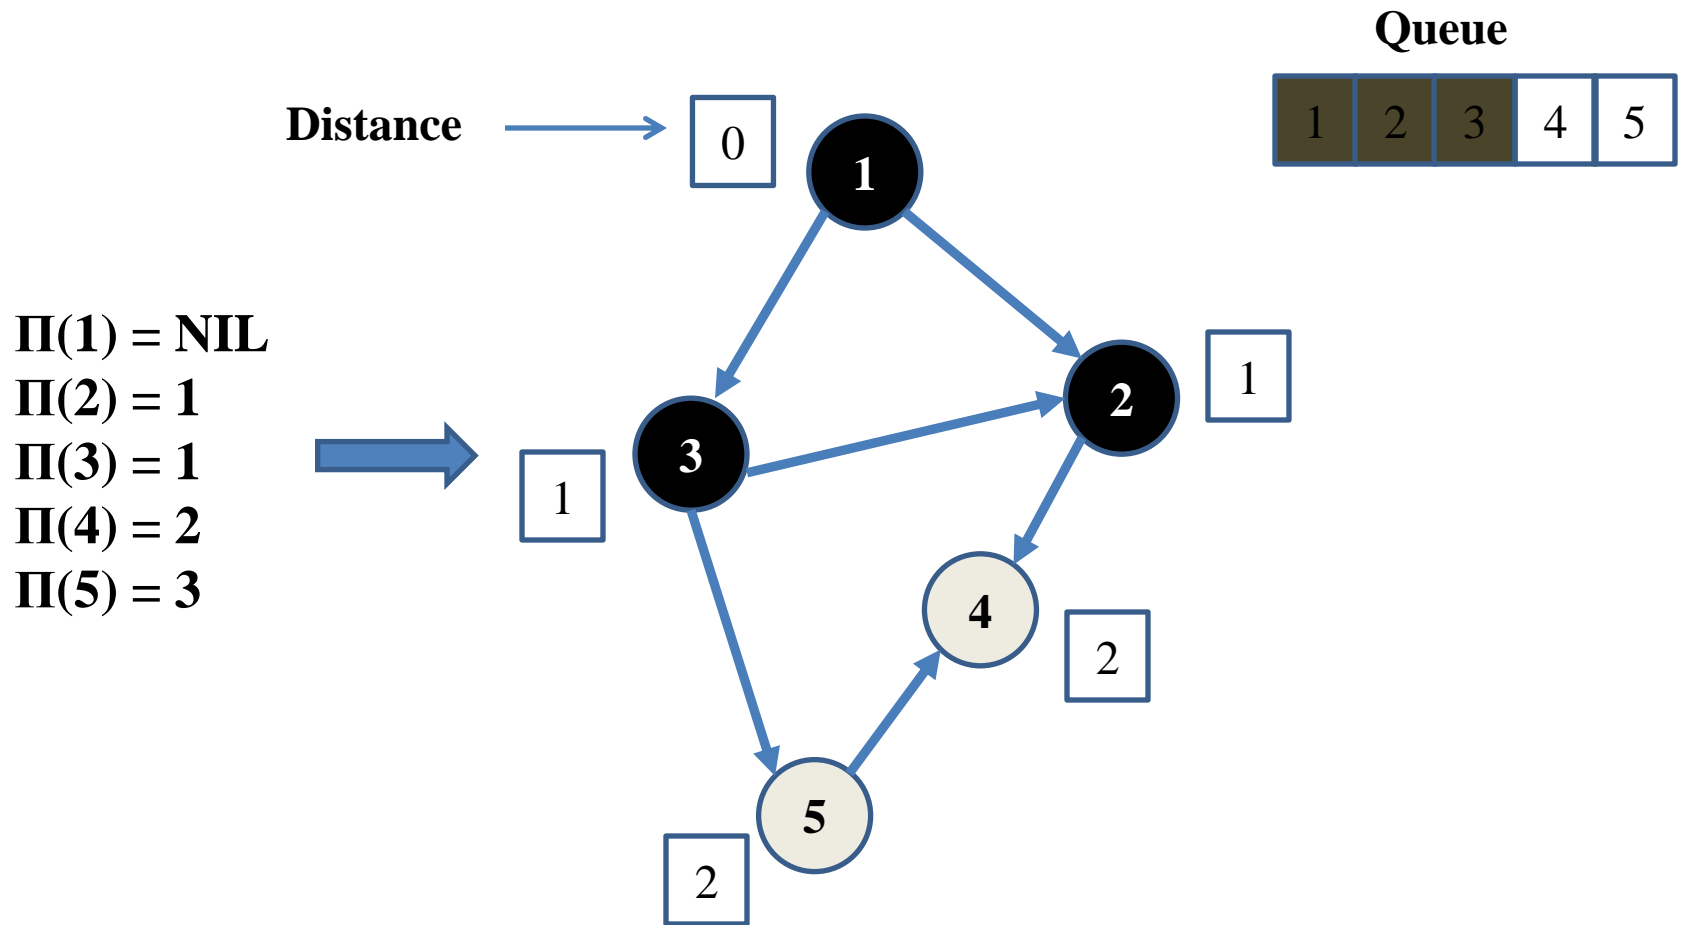 Queue
1 2 3 4 5
Distance
0
1
Π(1) = NIL
Π(2) = 1
Π(3) = 1
Π(4) = 2
Π(5) = 3
2
1
3
1
4
2
5
2